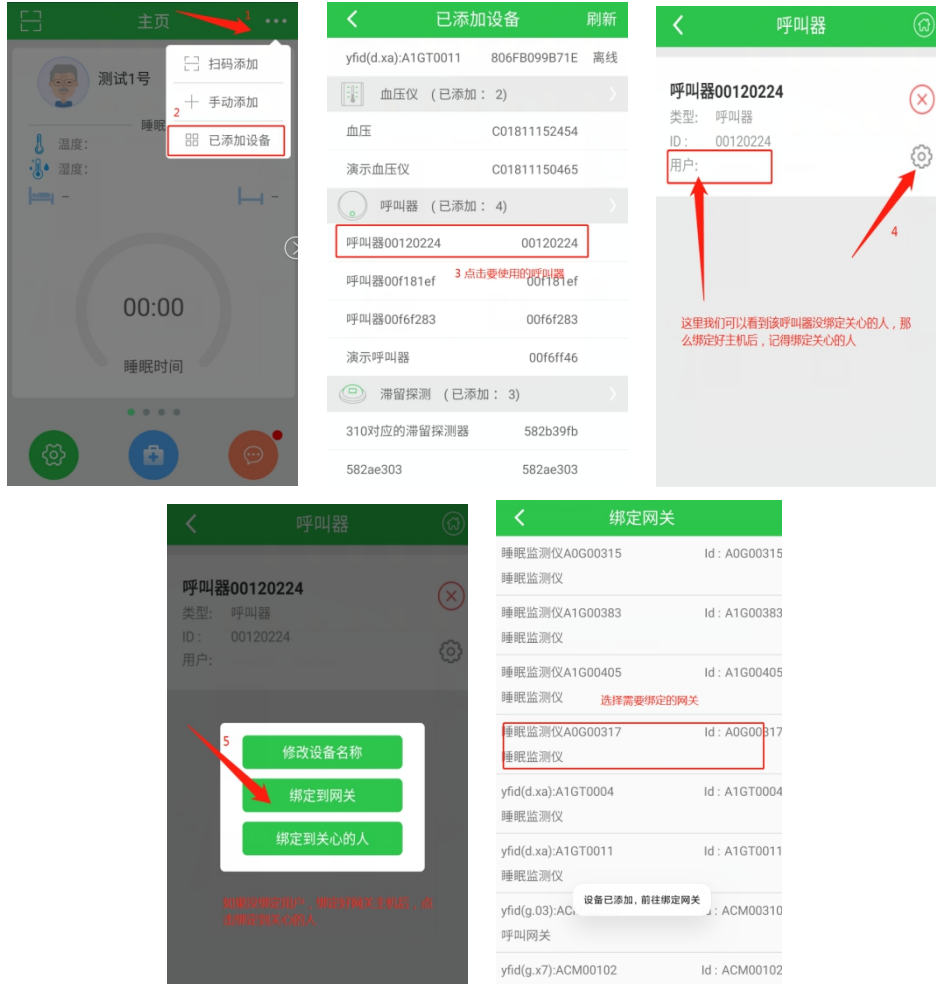 主页
1
测试1号
扫码添加
手动添加
2
已添加设备
睡眠
温度:
湿度:
–
–
00:00
睡眠时间
已添加设备
刷新
yfid(d.xa):A1GT0011 806FB099B71E 离线
血压仪 (已添加: 2)
血压 C01811152454
演示血压仪 C01811150465
呼叫器 (已添加: 4)
呼叫器00120224 00120224
3 点击要使用的呼叫器
呼叫器00f181ef 00f181ef
呼叫器00f6f283 00f6f283
演示呼叫器 00f6ff46
滞留探测 (已添加: 3)
310对应的滞留探测器 582b39fb
582ae303 582ae303
呼叫器
呼叫器00120224
类型: 呼叫器
ID: 00120224
用户:
4
这里我们可以看到该呼叫器没绑定关心的人，那
么绑定好主机后，记得绑定关心的人
呼叫器
呼叫器00120224
类型: 呼叫器
ID: 00120224
用户:
5
修改设备名称
绑定到网关
绑定到关心的人
绑定网关
睡眠监测仪A0G00315 Id : A0G00315
睡眠监测仪
睡眠监测仪A1G00383 Id : A1G00383
睡眠监测仪
睡眠监测仪A1G00405 Id : A1G00405
睡眠监测仪
选择需要绑定的网关
睡眠监测仪A0G00317 Id : A0G00317
睡眠监测仪
yfid(d.xa):A1GT0004 Id : A1GT0004
睡眠监测仪
yfid(d.xa):A1GT0011 Id : A1GT0011
睡眠监测仪
设备已添加，前往绑定网关
yfid(g.03):AC : ACM00310
呼叫网关
yfid(g.x7):ACM00102 Id : ACM00102